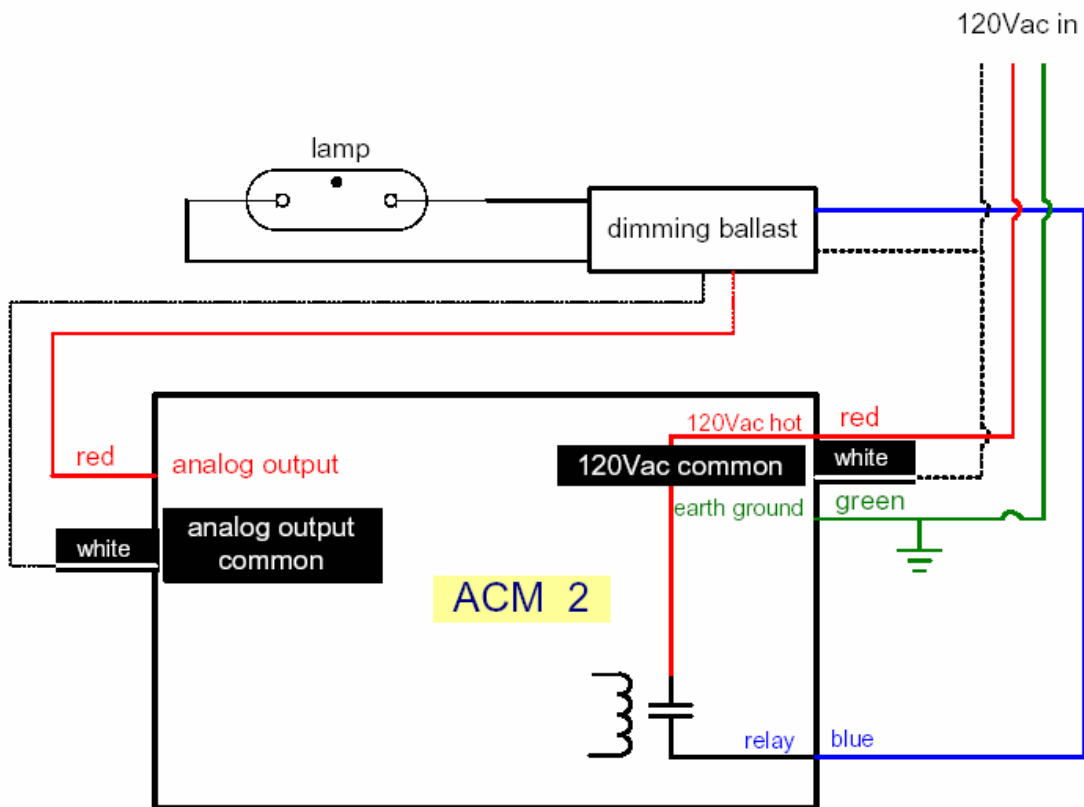 120Vac in
lamp
dimming ballast
120Vac hot
red
red
analog output
120Vac common
white
earth ground
green
white
analog output
common
ACM 2
relay
blue